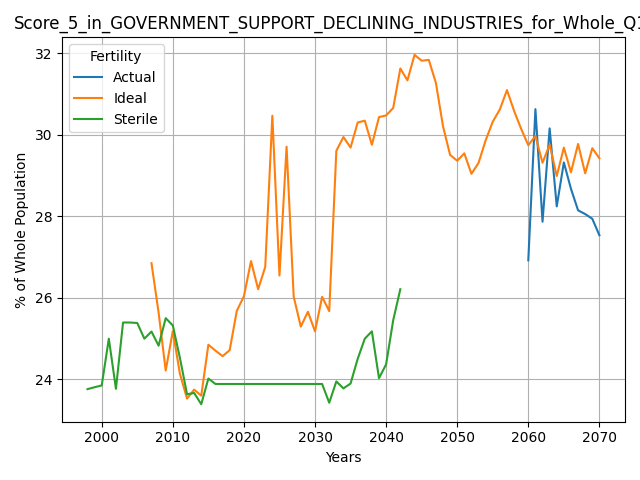 Score_5_in_GOVERNMENT_SUPPORT_DECLINING_INDUSTRIES_for_Whole_Q1
Fertility
Actual
Ideal
Sterile
% of Whole Population
32
30
28
26
24
2000 2010 2020 2030 2040 2050 2060 2070
Years